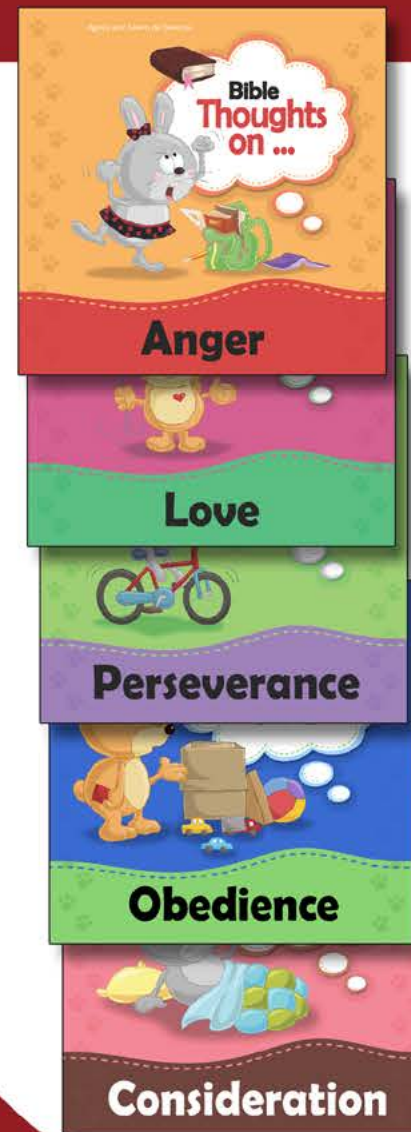 Bible
Thoughts
on ...
Anger
Love
Perseverance
Obedience
Consideration